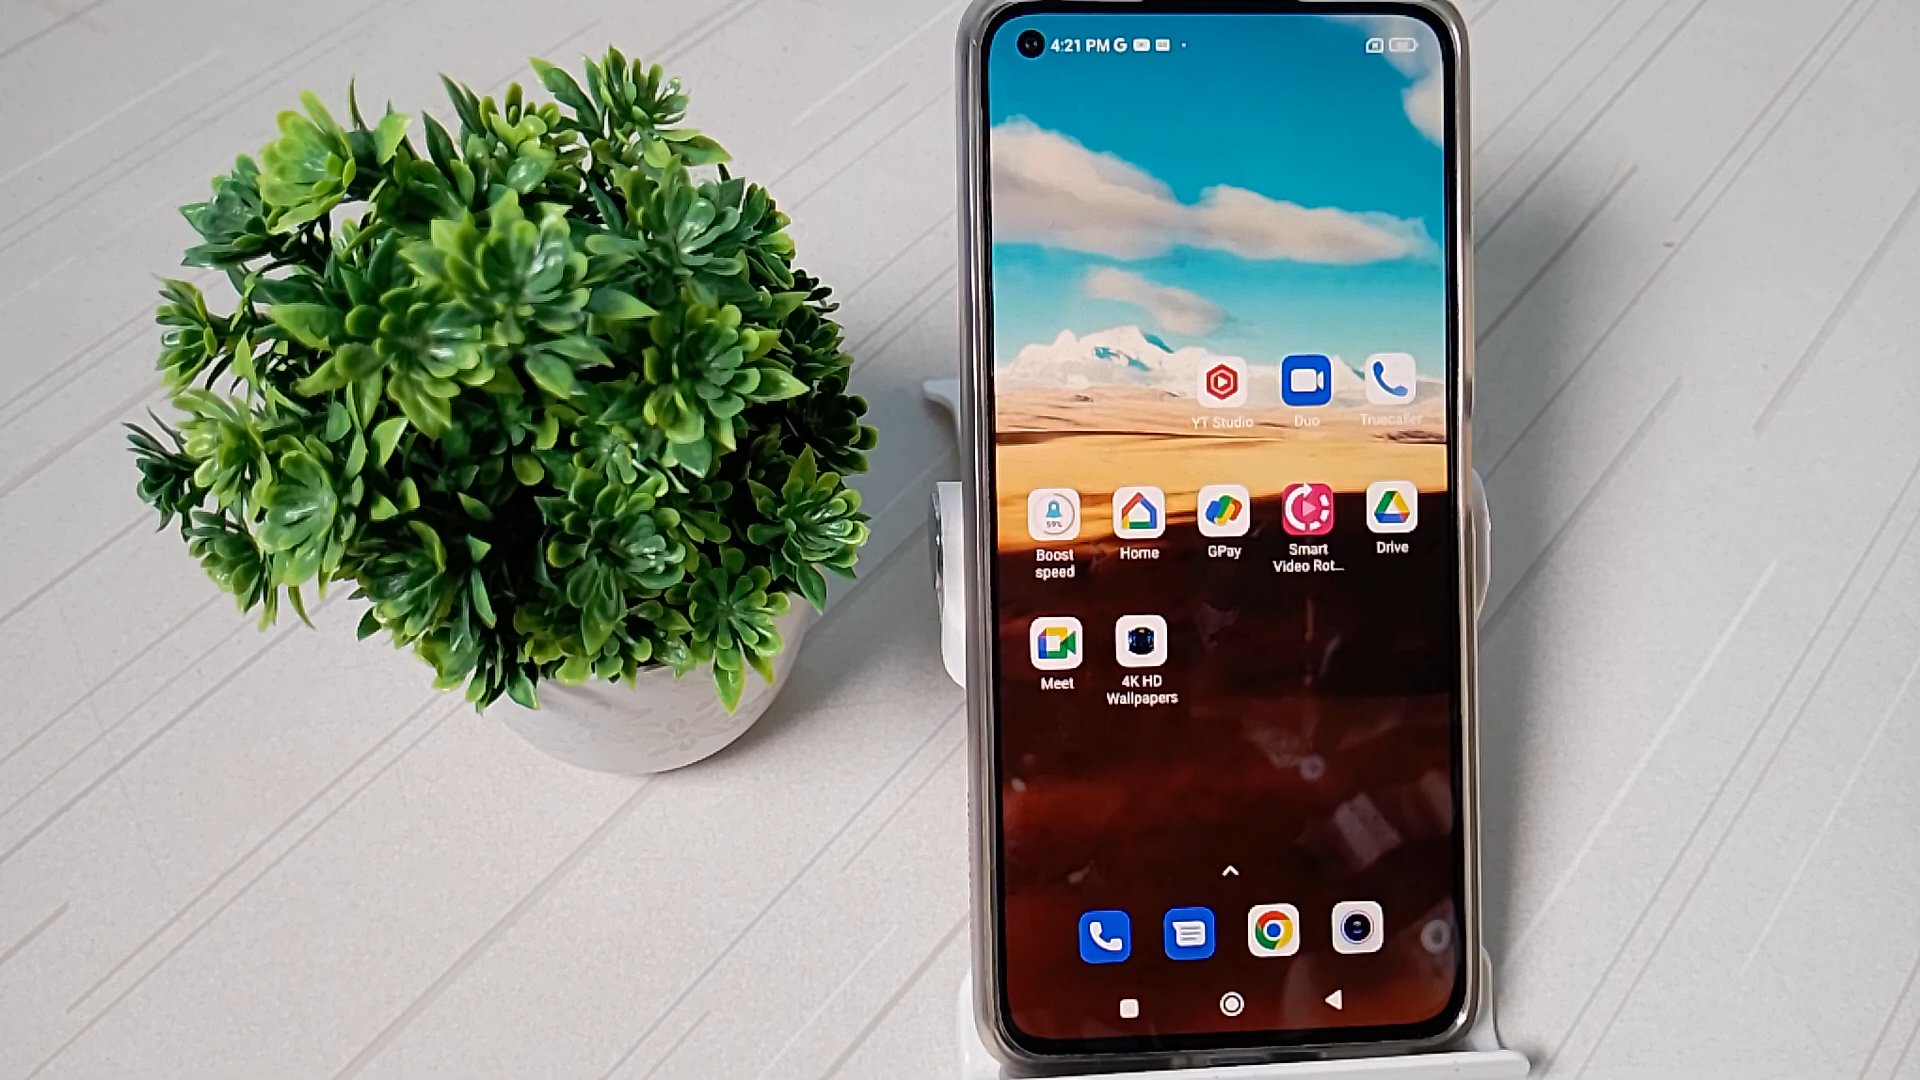 4:21 PM G
YT Studio
Duo
Truecaller
59%
Boost
speed
Home
GPay
Smart
Video Rot...
Drive
Meet
4K HD
Wallpapers